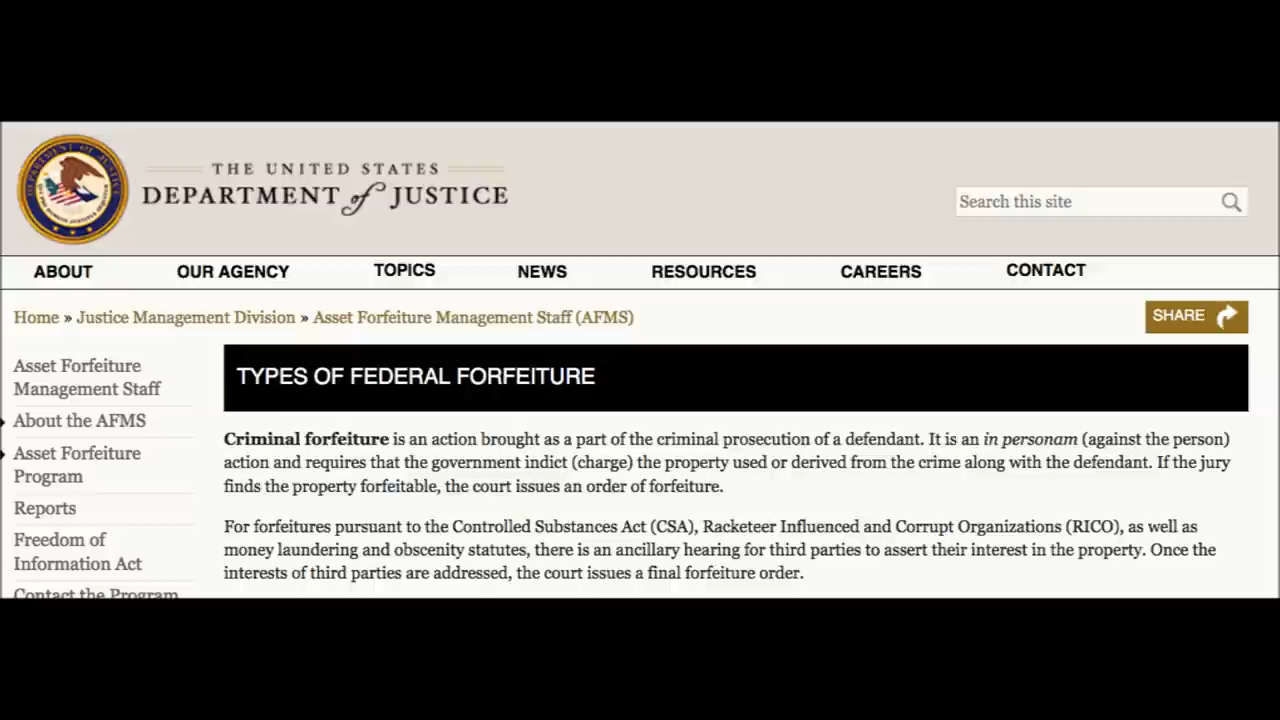 THE UNITED STATES
DEPARTMENT of JUSTICE
Search this site
ABOUT OUR AGENCY TOPICS NEWS RESOURCES CAREERS CONTACT
Home » Justice Management Division » Asset Forfeiture Management Staff (AFMS)
SHARE
Asset Forfeiture
Management Staff
About the AFMS
Asset Forfeiture
Program
Reports
Freedom of
Information Act
Contact the Program
TYPES OF FEDERAL FORFEITURE
Criminal forfeiture is an action brought as a part of the criminal prosecution of a defendant. It is an in personam (against the person)
action and requires that the government indict (charge) the property used or derived from the crime along with the defendant. If the jury
finds the property forfeitable, the court issues an order of forfeiture.
For forfeitures pursuant to the Controlled Substances Act (CSA), Racketeer Influenced and Corrupt Organizations (RICO), as well as
money laundering and obscenity statutes, there is an ancillary hearing for third parties to assert their interest in the property. Once the
interests of third parties are addressed, the court issues a final forfeiture order.